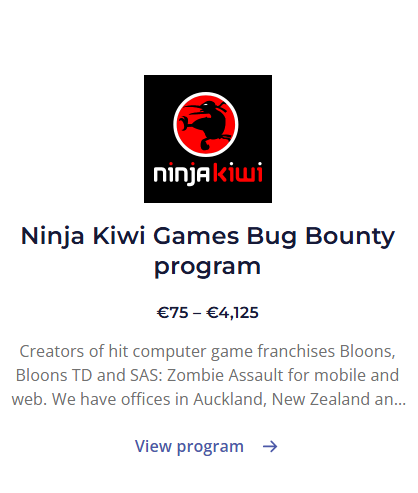 ninjakiwi
Ninja Kiwi Games Bug Bounty
program
€75 – €4,125
Creators of hit computer game franchises Bloons,
Bloons TD and SAS: Zombie Assault for mobile and
web. We have offices in Auckland, New Zealand an...
View program →